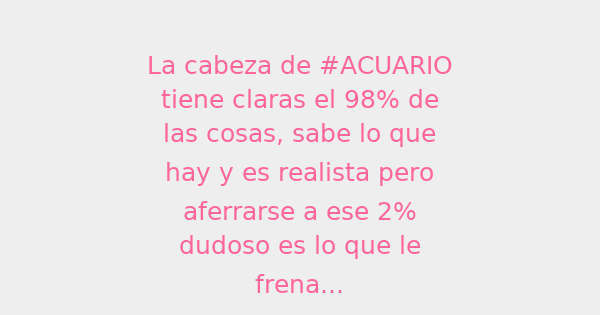 La cabeza de #ACUARIO
tiene claras el 98% de
las cosas, sabe lo que
hay y es realista pero
aferrarse a ese 2%
dudoso es lo que le
frena...